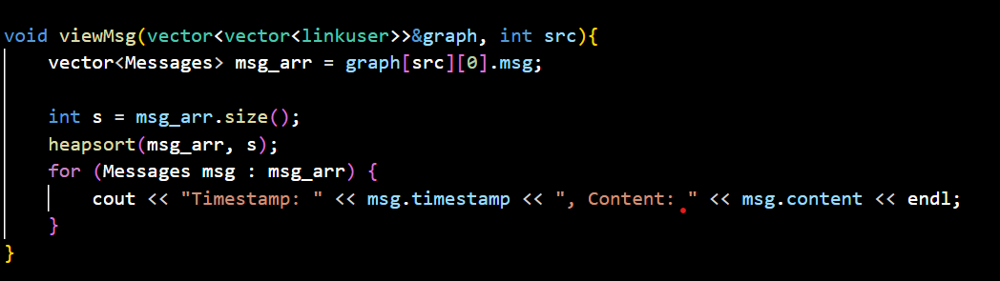 void viewMsg(vector<vector<linkuser>>&graph, int src){
    vector<Messages> msg_arr = graph[src][0].msg;

    int s = msg_arr.size();
    heapsort(msg_arr, s);
    for (Messages msg : msg_arr) {
        cout << "Timestamp: " << msg.timestamp << ", Content: " << msg.content << endl;
    }
}